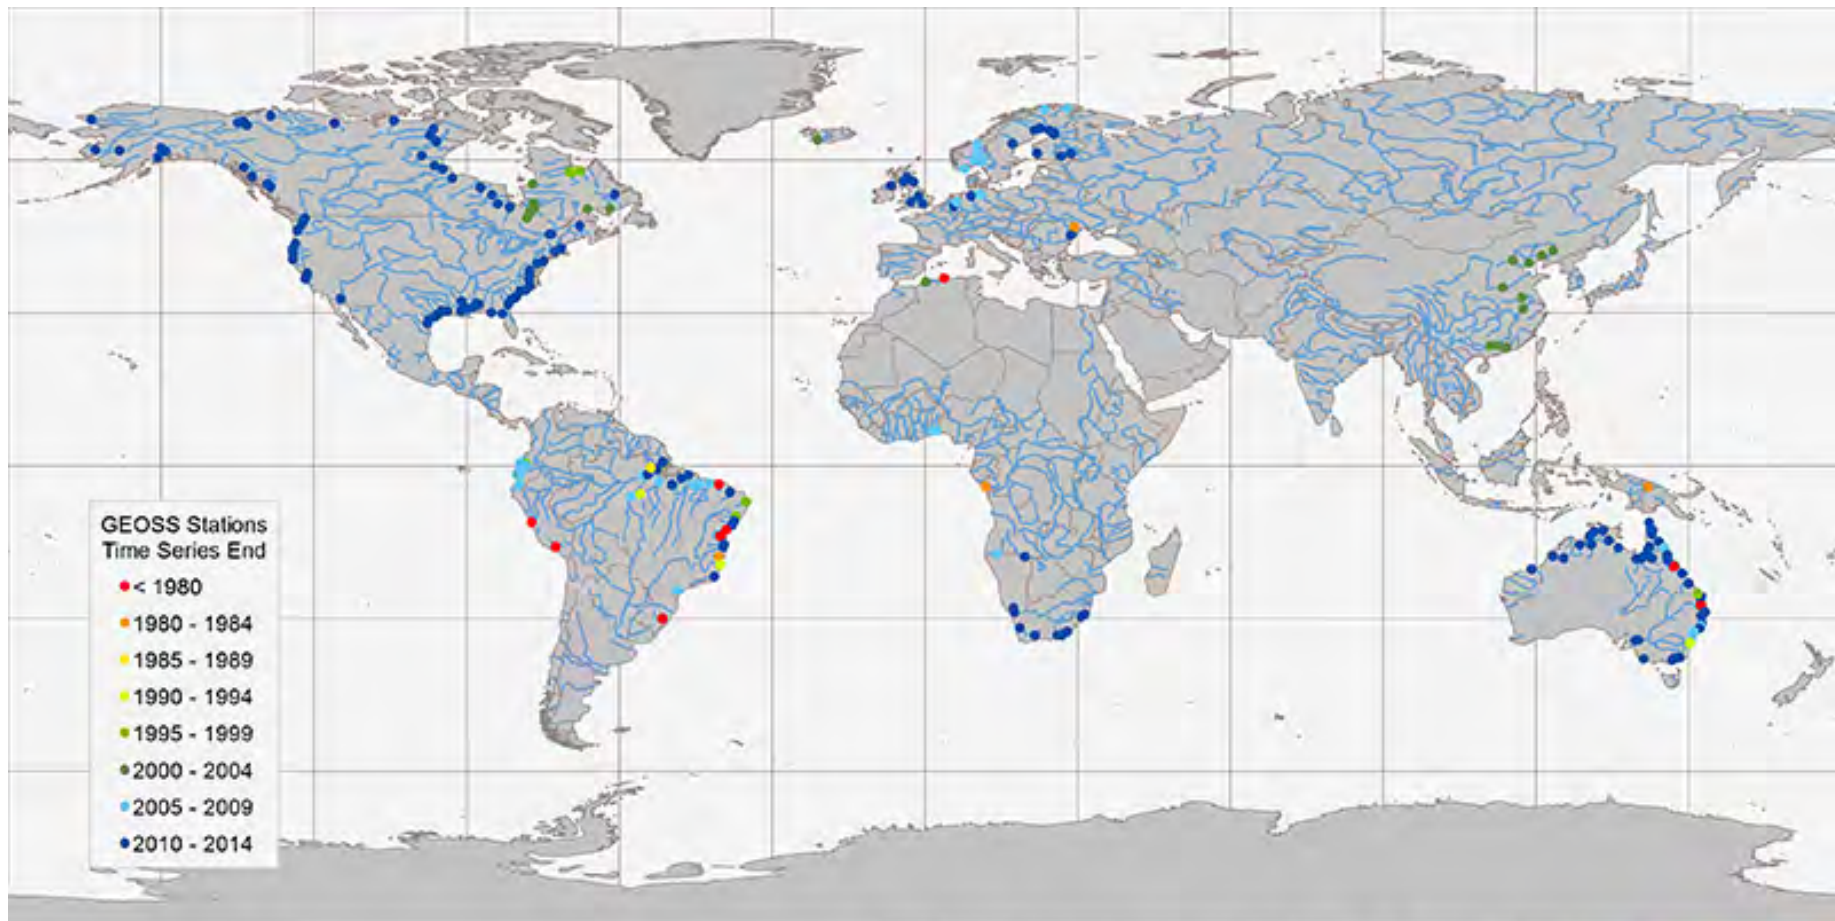 GEOSS Stations
Time Series End
< 1980
1980 - 1984
1985 - 1989
1990 - 1994
1995 - 1999
2000 - 2004
2005 - 2009
2010 - 2014